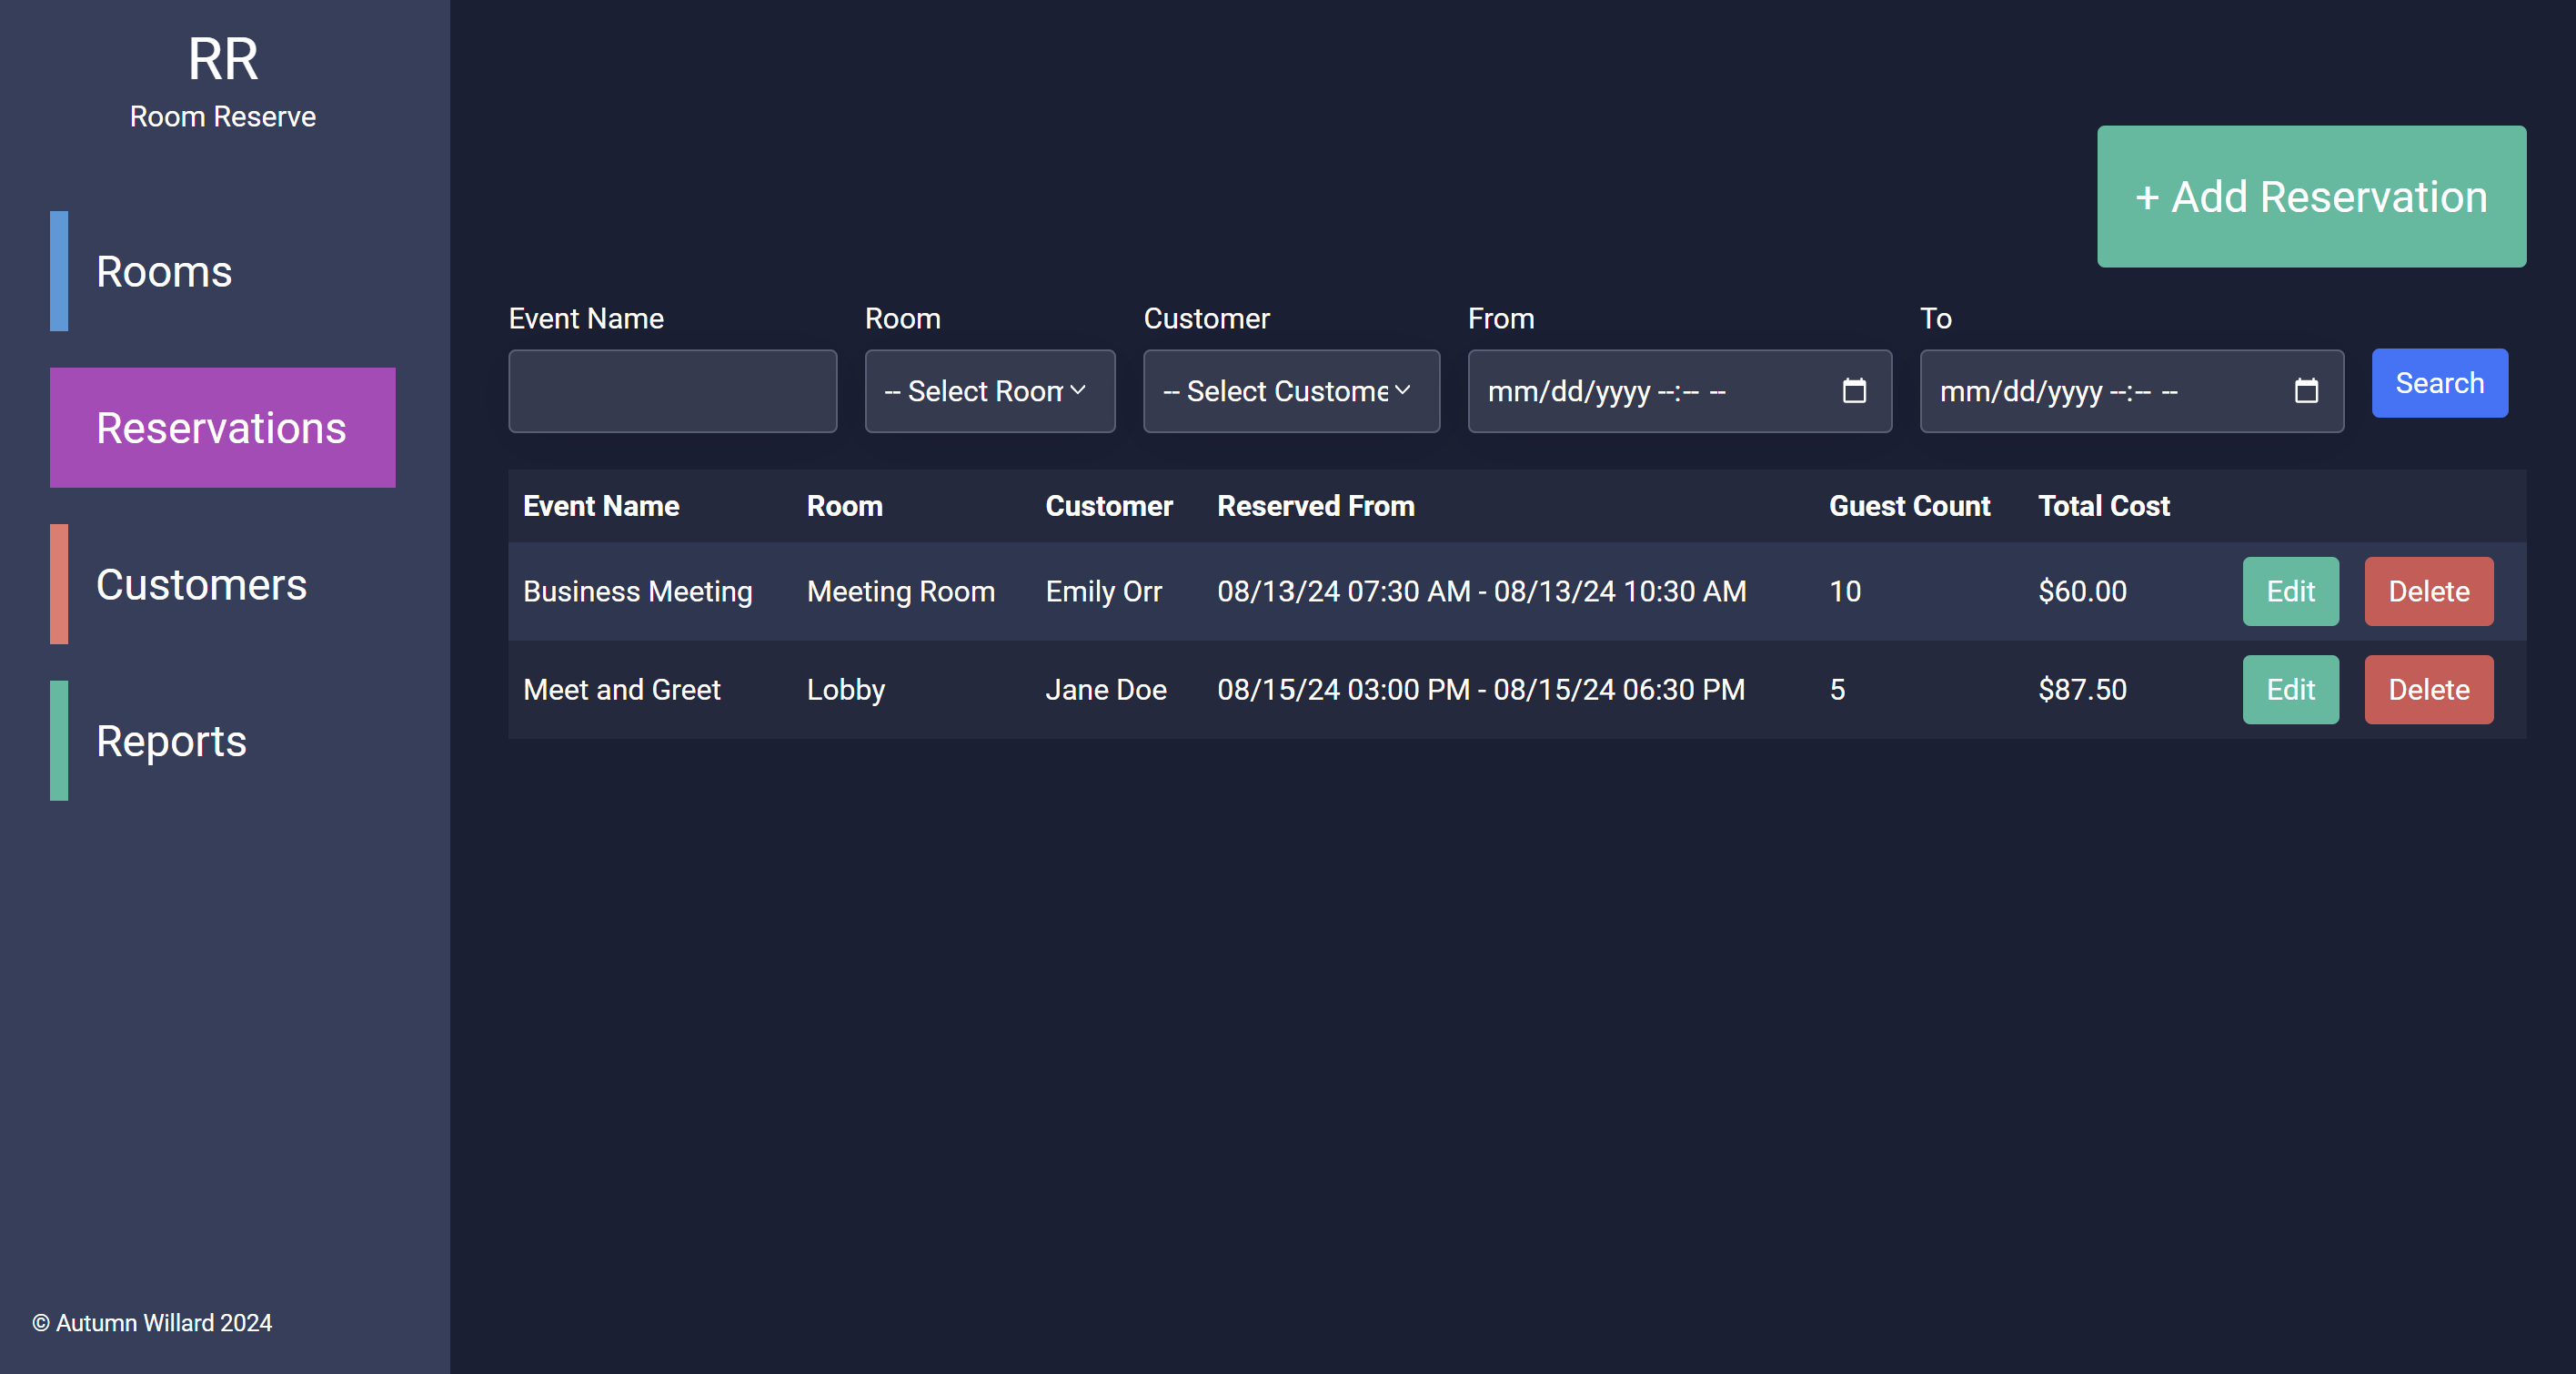 RR
Room Reserve
Rooms
Reservations
Customers
Reports
© Autumn Willard 2024
+ Add Reservation
Event Name Room Customer From To
-- Select Room -- Select Custome mm/dd/yyyy --:-- -- mm/dd/yyyy --:-- -- Search
Event Name Room Customer Reserved From Guest Count Total Cost
Business Meeting Meeting Room Emily Orr 08/13/24 07:30 AM - 08/13/24 10:30 AM 10 $60.00 Edit Delete
Meet and Greet Lobby Jane Doe 08/15/24 03:00 PM - 08/15/24 06:30 PM 5 $87.50 Edit Delete